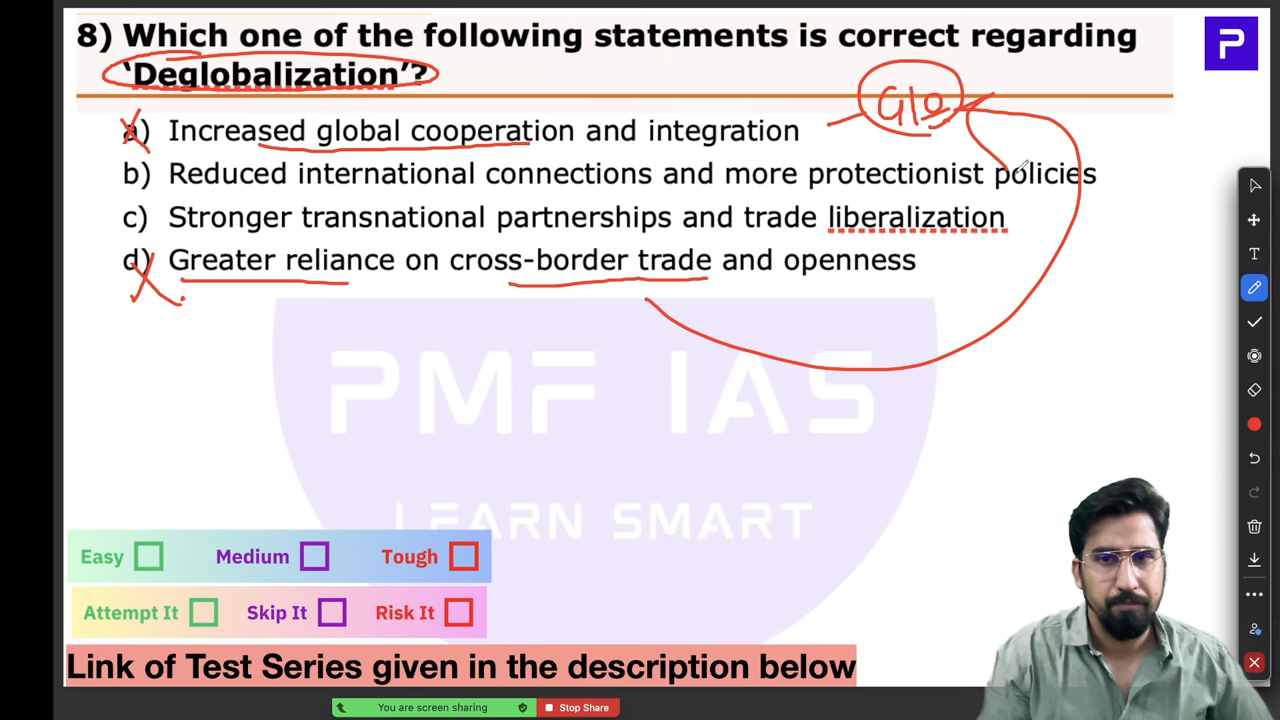 8) Which one of the following statements is correct regarding
'Deglobalization'?
P
Glo
a) Increased global cooperation and integration
b) Reduced international connections and more protectionist policies
c) Stronger transnational partnerships and trade liberalization
d) Greater reliance on cross-border trade and openness
PMF IAS
LEARN SMART
Easy Medium Tough
Attempt It Skip It Risk It
Link of Test Series given in the description below
You are screen sharing Stop Share
T